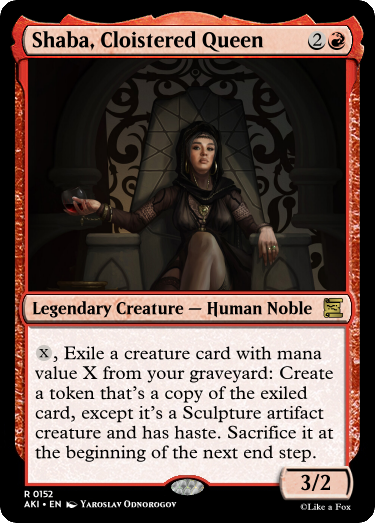 Shaba, Cloistered Queen 2
Legendary Creature — Human Noble
X, Exile a creature card with mana
value X from your graveyard: Create
a token that's a copy of the exiled
card, except it's a Sculpture artifact
creature and has haste. Sacrifice it at
the beginning of the next end step.
3/2
R 0152
AKI • EN Yaroslav Odnorogov
©Like a Fox